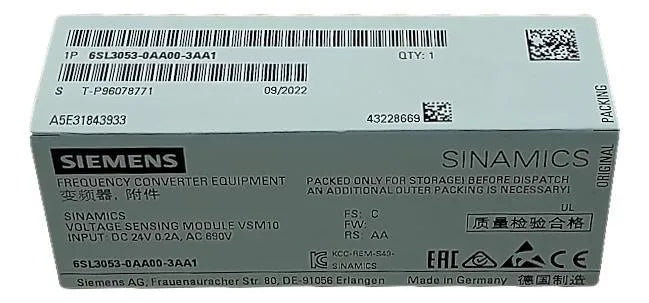 1P 6SL3053-0AA00-3AA1 QTY: 1
S T-P96078771 09/2022
A5E31843933 43228669
ORIGINAL PACKING
SIEMENS SINAMICS
FREQUENCY CONVERTER EQUIPMENT
变频器, 附件
PACKED ONLY FOR STORAGE! BEFORE DISPATCH
AN ADDITIONAL OUTER PACKING IS NECESSARY!
SINAMICS
VOLTAGE SENSING MODULE VSM10
INPUT: DC 24V 0.2A, AC 690V
FS: C
FW:
RS: AA
UL
质量检验合格
6SL3053-0AA00-3AA1
KCC-REM-S49-
SINAMICS
EAC CE
Siemens AG, Frauenauracher Str. 80, DE-91056 Erlangen Made in Germany 德国制造